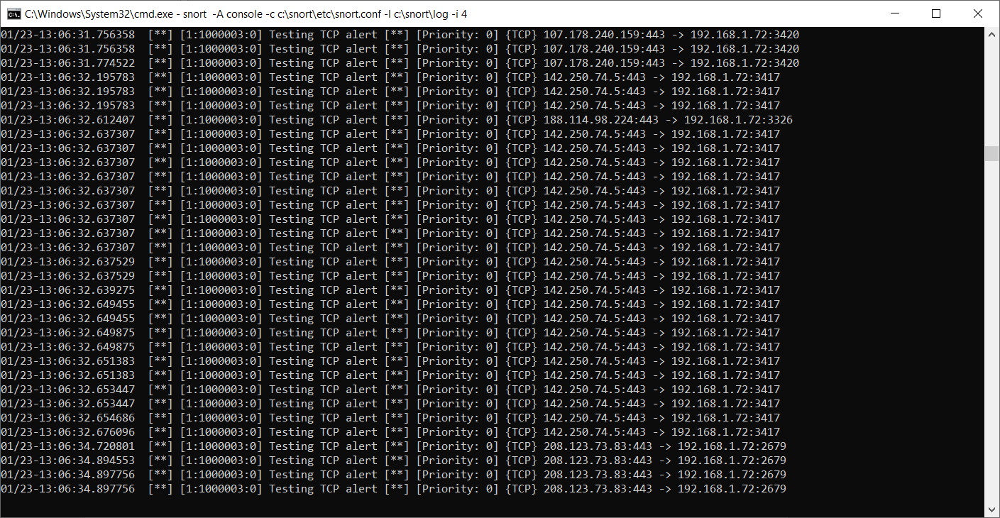 C:\Windows\System32\cmd.exe - snort  -A console -c c:\snort\etc\snort.conf -l c:\snort\log -i 4
01/23-13:06:31.756358  [**] [1:1000003:0] Testing TCP alert [**] [Priority: 0] {TCP} 107.178.240.159:443 -> 192.168.1.72:3420
01/23-13:06:31.756358  [**] [1:1000003:0] Testing TCP alert [**] [Priority: 0] {TCP} 107.178.240.159:443 -> 192.168.1.72:3420
01/23-13:06:31.774522  [**] [1:1000003:0] Testing TCP alert [**] [Priority: 0] {TCP} 107.178.240.159:443 -> 192.168.1.72:3420
01/23-13:06:32.195783  [**] [1:1000003:0] Testing TCP alert [**] [Priority: 0] {TCP} 142.250.74.5:443 -> 192.168.1.72:3417
01/23-13:06:32.195783  [**] [1:1000003:0] Testing TCP alert [**] [Priority: 0] {TCP} 142.250.74.5:443 -> 192.168.1.72:3417
01/23-13:06:32.195783  [**] [1:1000003:0] Testing TCP alert [**] [Priority: 0] {TCP} 142.250.74.5:443 -> 192.168.1.72:3417
01/23-13:06:32.612407  [**] [1:1000003:0] Testing TCP alert [**] [Priority: 0] {TCP} 188.114.98.224:443 -> 192.168.1.72:3326
01/23-13:06:32.637307  [**] [1:1000003:0] Testing TCP alert [**] [Priority: 0] {TCP} 142.250.74.5:443 -> 192.168.1.72:3417
01/23-13:06:32.637307  [**] [1:1000003:0] Testing TCP alert [**] [Priority: 0] {TCP} 142.250.74.5:443 -> 192.168.1.72:3417
01/23-13:06:32.637307  [**] [1:1000003:0] Testing TCP alert [**] [Priority: 0] {TCP} 142.250.74.5:443 -> 192.168.1.72:3417
01/23-13:06:32.637307  [**] [1:1000003:0] Testing TCP alert [**] [Priority: 0] {TCP} 142.250.74.5:443 -> 192.168.1.72:3417
01/23-13:06:32.637307  [**] [1:1000003:0] Testing TCP alert [**] [Priority: 0] {TCP} 142.250.74.5:443 -> 192.168.1.72:3417
01/23-13:06:32.637307  [**] [1:1000003:0] Testing TCP alert [**] [Priority: 0] {TCP} 142.250.74.5:443 -> 192.168.1.72:3417
01/23-13:06:32.637307  [**] [1:1000003:0] Testing TCP alert [**] [Priority: 0] {TCP} 142.250.74.5:443 -> 192.168.1.72:3417
01/23-13:06:32.637307  [**] [1:1000003:0] Testing TCP alert [**] [Priority: 0] {TCP} 142.250.74.5:443 -> 192.168.1.72:3417
01/23-13:06:32.637307  [**] [1:1000003:0] Testing TCP alert [**] [Priority: 0] {TCP} 142.250.74.5:443 -> 192.168.1.72:3417
01/23-13:06:32.637529  [**] [1:1000003:0] Testing TCP alert [**] [Priority: 0] {TCP} 142.250.74.5:443 -> 192.168.1.72:3417
01/23-13:06:32.637529  [**] [1:1000003:0] Testing TCP alert [**] [Priority: 0] {TCP} 142.250.74.5:443 -> 192.168.1.72:3417
01/23-13:06:32.639275  [**] [1:1000003:0] Testing TCP alert [**] [Priority: 0] {TCP} 142.250.74.5:443 -> 192.168.1.72:3417
01/23-13:06:32.649455  [**] [1:1000003:0] Testing TCP alert [**] [Priority: 0] {TCP} 142.250.74.5:443 -> 192.168.1.72:3417
01/23-13:06:32.649455  [**] [1:1000003:0] Testing TCP alert [**] [Priority: 0] {TCP} 142.250.74.5:443 -> 192.168.1.72:3417
01/23-13:06:32.649875  [**] [1:1000003:0] Testing TCP alert [**] [Priority: 0] {TCP} 142.250.74.5:443 -> 192.168.1.72:3417
01/23-13:06:32.649875  [**] [1:1000003:0] Testing TCP alert [**] [Priority: 0] {TCP} 142.250.74.5:443 -> 192.168.1.72:3417
01/23-13:06:32.651383  [**] [1:1000003:0] Testing TCP alert [**] [Priority: 0] {TCP} 142.250.74.5:443 -> 192.168.1.72:3417
01/23-13:06:32.651383  [**] [1:1000003:0] Testing TCP alert [**] [Priority: 0] {TCP} 142.250.74.5:443 -> 192.168.1.72:3417
01/23-13:06:32.653447  [**] [1:1000003:0] Testing TCP alert [**] [Priority: 0] {TCP} 142.250.74.5:443 -> 192.168.1.72:3417
01/23-13:06:32.653447  [**] [1:1000003:0] Testing TCP alert [**] [Priority: 0] {TCP} 142.250.74.5:443 -> 192.168.1.72:3417
01/23-13:06:32.654686  [**] [1:1000003:0] Testing TCP alert [**] [Priority: 0] {TCP} 142.250.74.5:443 -> 192.168.1.72:3417
01/23-13:06:32.676096  [**] [1:1000003:0] Testing TCP alert [**] [Priority: 0] {TCP} 142.250.74.5:443 -> 192.168.1.72:3417
01/23-13:06:34.720801  [**] [1:1000003:0] Testing TCP alert [**] [Priority: 0] {TCP} 208.123.73.83:443 -> 192.168.1.72:2679
01/23-13:06:34.894553  [**] [1:1000003:0] Testing TCP alert [**] [Priority: 0] {TCP} 208.123.73.83:443 -> 192.168.1.72:2679
01/23-13:06:34.897756  [**] [1:1000003:0] Testing TCP alert [**] [Priority: 0] {TCP} 208.123.73.83:443 -> 192.168.1.72:2679
01/23-13:06:34.897756  [**] [1:1000003:0] Testing TCP alert [**] [Priority: 0] {TCP} 208.123.73.83:443 -> 192.168.1.72:2679